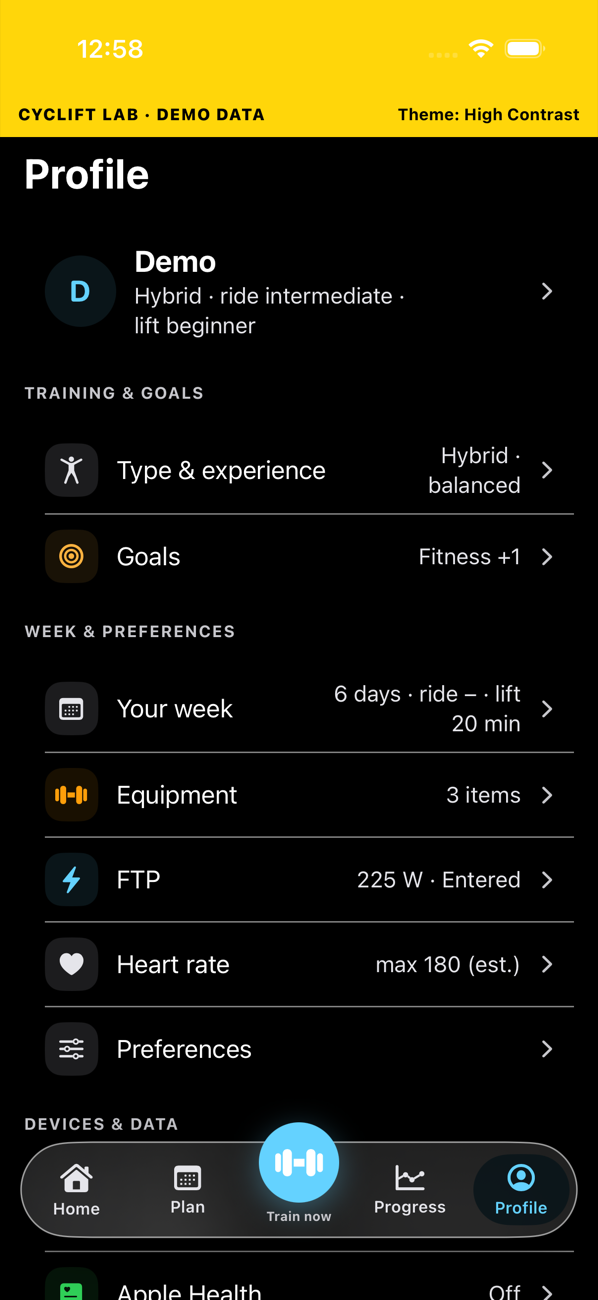 12:58
CYCLIFT LAB · DEMO DATA
Theme: High Contrast
Profile
D
Demo
Hybrid · ride intermediate ·
lift beginner
TRAINING & GOALS
Type & experience
Hybrid ·
balanced
Goals
Fitness +1
WEEK & PREFERENCES
Your week
6 days · ride – · lift
20 min
Equipment
3 items
FTP
225 W · Entered
Heart rate
max 180 (est.)
Preferences
DEVICES & DATA
Home
Plan
Train now
Progress
Profile
Apple Health
Off